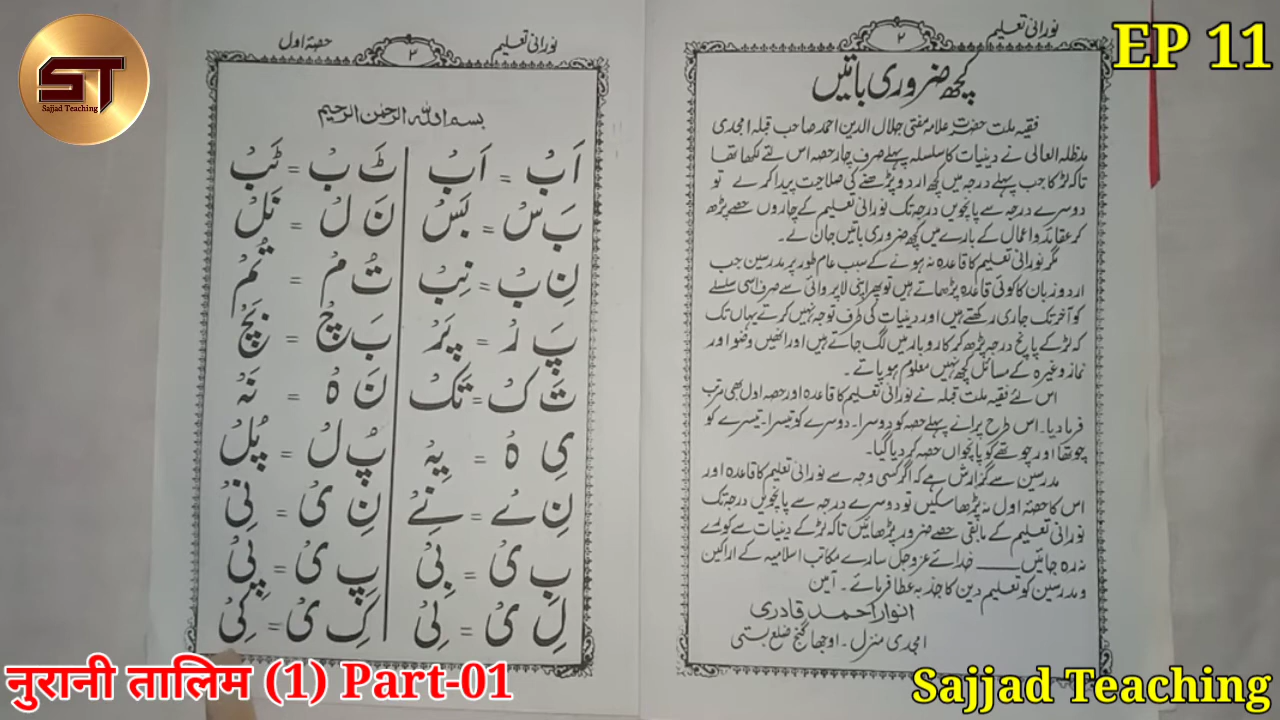 ST
Sajjad Teaching
EP 11
نورانی تعلیم
۲
کچھ ضروری باتیں
فقیہ ملت حضرت علامہ مفتی جلال الدین احمد صاحب قبلہ امجدی
مدظلہ العالی نے دینیات کا سلسلہ پہلے صرف چار حصہ اس لئے لکھا تھا
تاکہ لڑکا جب پہلے درجہ میں کچھ اردو پڑھنے کی صلاحیت پیدا کرے تو
دوسرے درجہ سے پانچویں درجہ تک نورانی تعلیم کے چاروں حصے پڑھ
کر عقائد و اعمال کے بارے میں کچھ ضروری باتیں جان لے۔
مگر نورانی تعلیم کا قاعدہ نہ ہونے کے سبب عام طور پر مدرسین جب
اردو زبان کا کوئی قاعدہ پڑھاتے ہیں تو پھر اپنی لاپروائی سے صرف اسی سلسلے
کو آخر تک جاری رکھتے ہیں اور دینیات کی طرف توجہ نہیں کرتے یہاں تک
کہ لڑکے پانچ درجہ پڑھ کر کاروبار میں لگ جاتے ہیں اور انھیں وضو اور
نماز وغیرہ کے مسائل کچھ نہیں معلوم ہو پاتے۔
اس لئے فقیہ ملت قبلہ نے نورانی تعلیم کا قاعدہ اور حصہ اول بھی مرتب
فرما دیا۔ اس طرح پرانے پہلے حصہ کو دوسرا۔ دوسرے کو تیسرا۔ تیسرے کو
چوتھا اور چوتھے کو پانچواں حصہ کر دیا گیا۔
مدرسین سے گزارش ہے کہ اگر کسی وجہ سے نورانی تعلیم کا قاعدہ اور
اس کا حصہ اول نہ پڑھا سکیں تو دوسرے درجہ سے پانچویں درجہ تک
نورانی تعلیم کے مابقی حصے ضرور پڑھائیں تاکہ لڑکے دینیات سے کورے
نہ رہ جائیں ــــــ خدائے عزوجل سارے مکاتب اسلامیہ کے اراکین
و مدرسین کو تعلیم دین کا جذبہ عطا فرمائے۔ آمین
انوار احمد قادری
امجدی منزل۔ اوجھا گنج ضلع بستی
نورانی تعلیم
۲
حصۂ اول
بسم اللہ الرحمٰن الرحیم
اَ بْ = اَبْ
ٹَ بْ = ٹَبْ
بَ سْ = بَسْ
نَ لْ = نَلْ
نِ بْ = نِبْ
تُ مْ = تُمْ
پَ رْ = پَرْ
بَ چْ = بَچْ
تَ کْ = تَکْ
نَ ہْ = نَہْ
یِ ہْ = یِہْ
پُ لْ = پُلْ
نِ ےْ = نِےْ
نِ یْ = نِیْ
بِ یْ = بِیْ
پِ یْ = پِیْ
لِ یْ = لِیْ
کِ یْ = کِیْ
नुरानी तालिम (1) Part-01
Sajjad Teaching